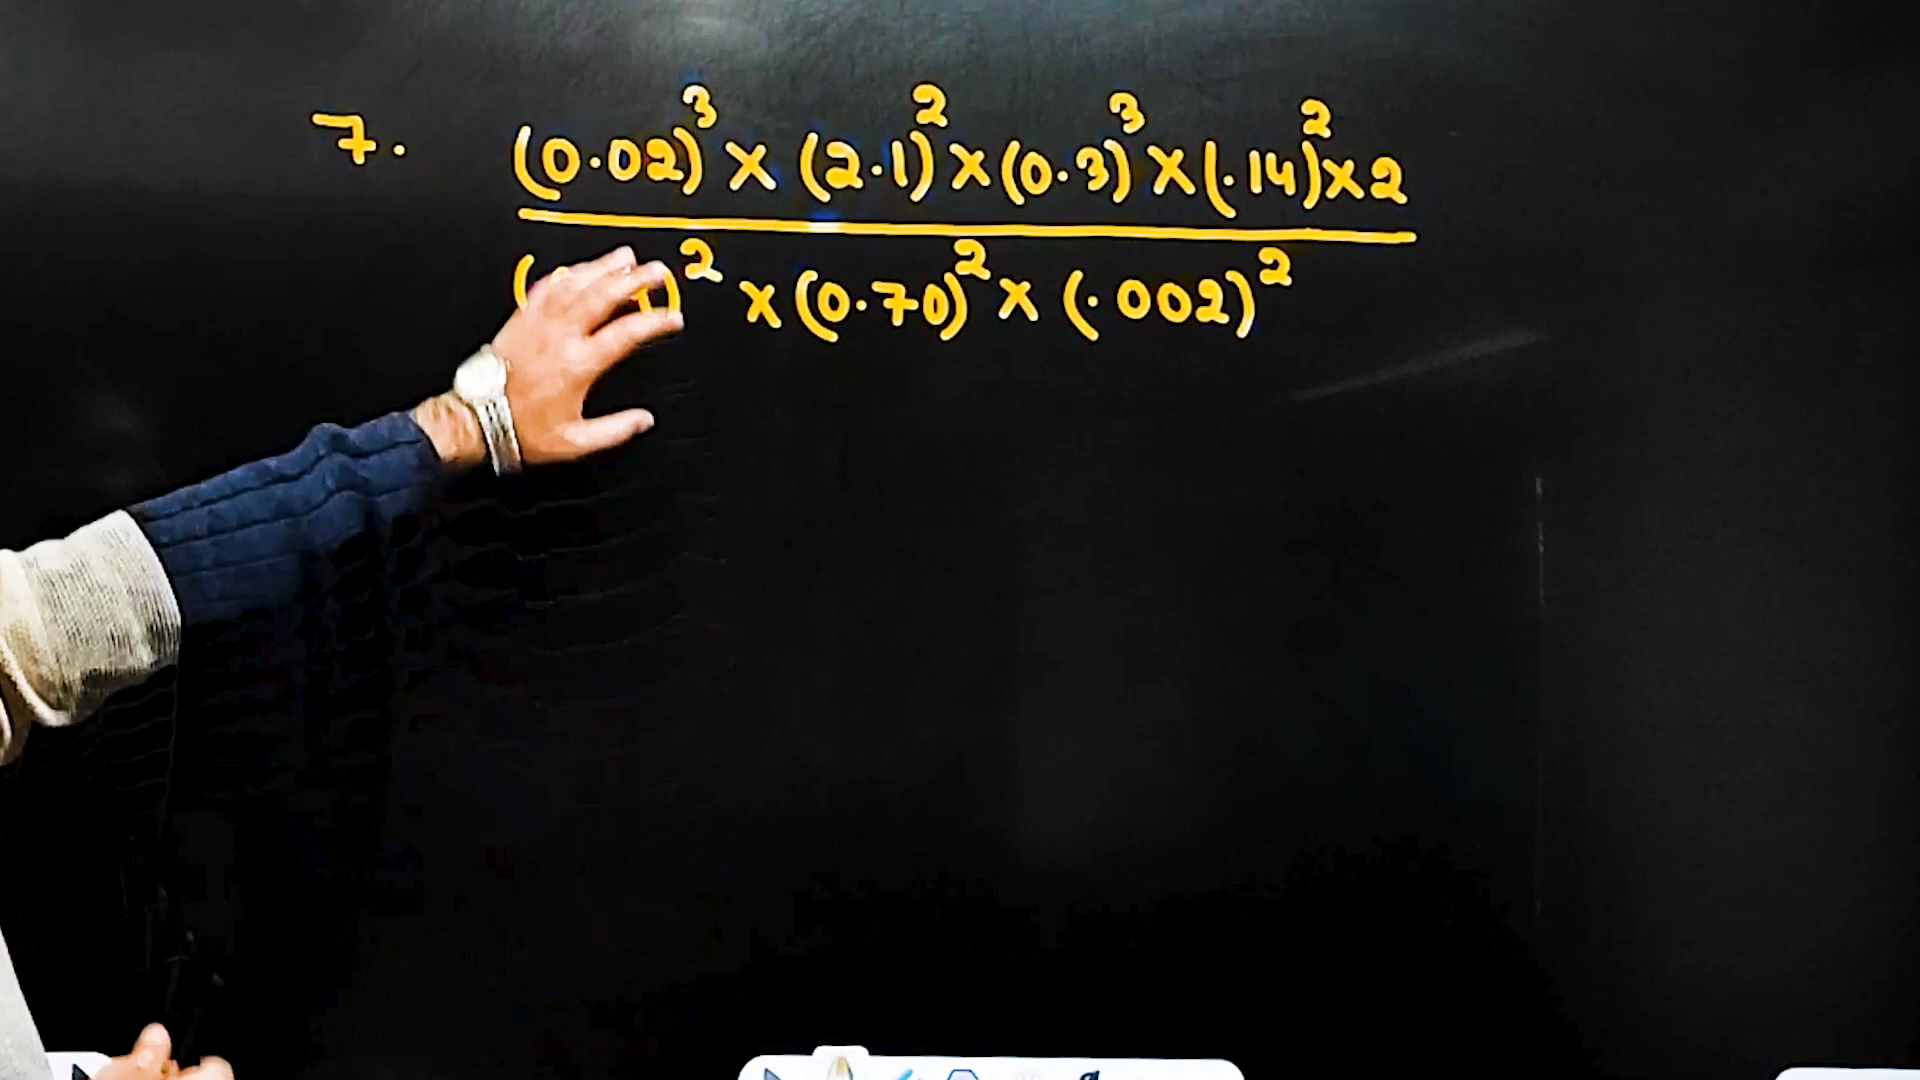 7. (0.02)³ × (2.1)² × (0.3)³ × (.14)² × 2
)² × (0.70)² × (.002)²